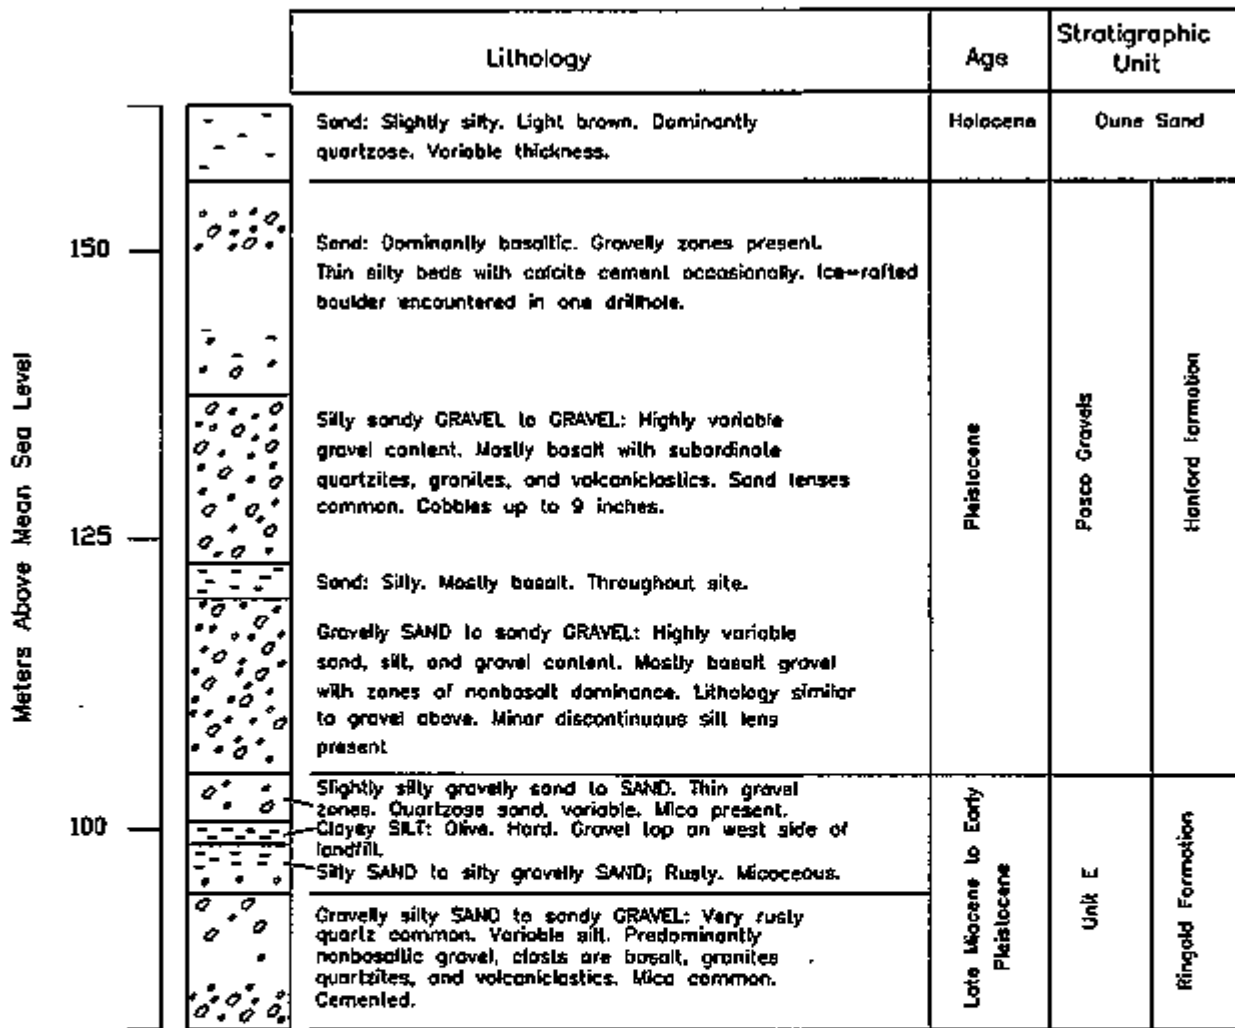 Lithology
Age
Stratigraphic
Unit
Sand: Slightly silty. Light brown. Dominantly
quartzose. Variable thickness.
Holocene
Dune Sand
150
Sand: Dominantly basaltic. Gravelly zones present.
Thin silty beds with calcite cement occasionally. Ice-rafted
boulder encountered in one drillhole.
Silty sandy GRAVEL to GRAVEL: Highly variable
gravel content. Mostly basalt with subordinate
quartzites, granites, and volcaniclastics. Sand lenses
common. Cobbles up to 9 inches.
125
Sand: Silty. Mostly basalt. Throughout site.
Gravelly SAND to sandy GRAVEL: Highly variable
sand, silt, and gravel content. Mostly basalt gravel
with zones of nonbasalt dominance. Lithology similar
to gravel above. Minor discontinuous silt lens
present
Pleistocene
Pasco Gravels
Hanford formation
Meters Above Mean Sea Level
Slightly silty gravelly sand to SAND. Thin gravel
zones. Quartzose sand, variable. Mica present.
100
Clayey SILT: Olive. Hard. Gravel top on west side of
landfill.
Silty SAND to silty gravelly SAND; Rusty. Micaceous.
Gravelly silty SAND to sandy GRAVEL: Very rusty
quartz common. Variable silt. Predominantly
nonbasaltic gravel, clasts are basalt, granites
quartzites, and volcaniclastics. Mica common.
Cemented.
Late Miocene to Early
Pleistocene
Unit E
Ringold Formation